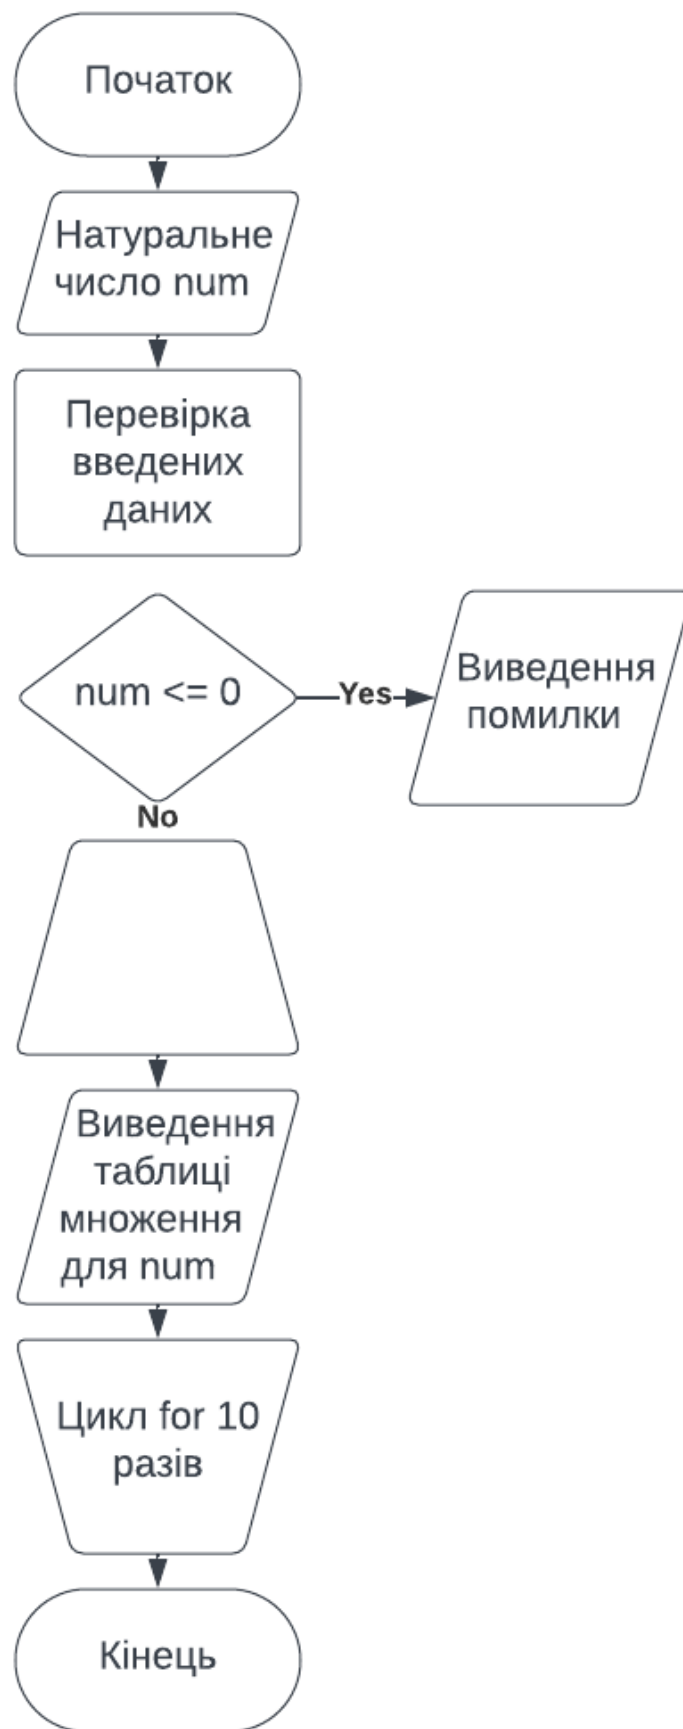 Початок
Натуральне
число num
Перевірка
введених
даних
num <= 0
Yes
Виведення
помилки
No
Виведення
таблиці
множення
для num
Цикл for 10
разів
Кінець